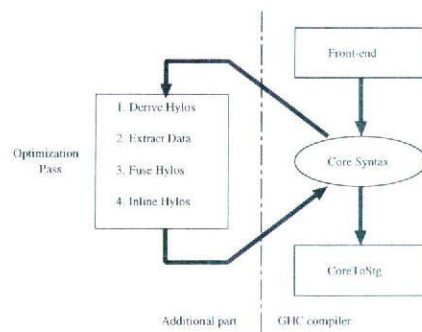 Front-end
1. Derive Hylos
2. Extract Data
3. Fuse Hylos
4. Inline Hylos
Optimization
Pass
Core Syntax
CoreToStg
Additional part
GHC compiler